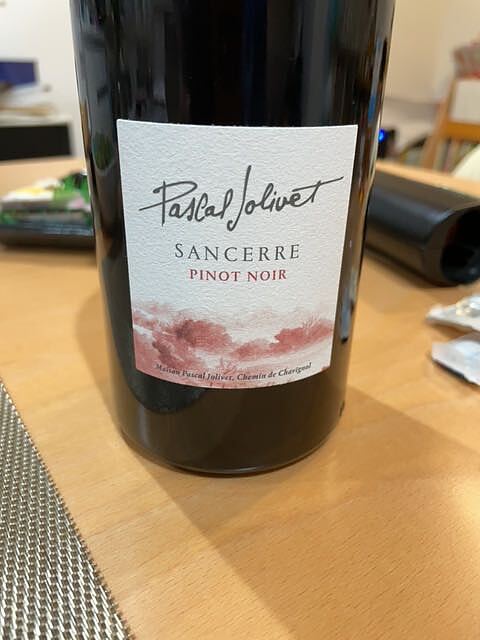 Pascal Jolivet
SANCERRE
PINOT NOIR
Maison Pascal Jolivet, Chemin de Chavignol